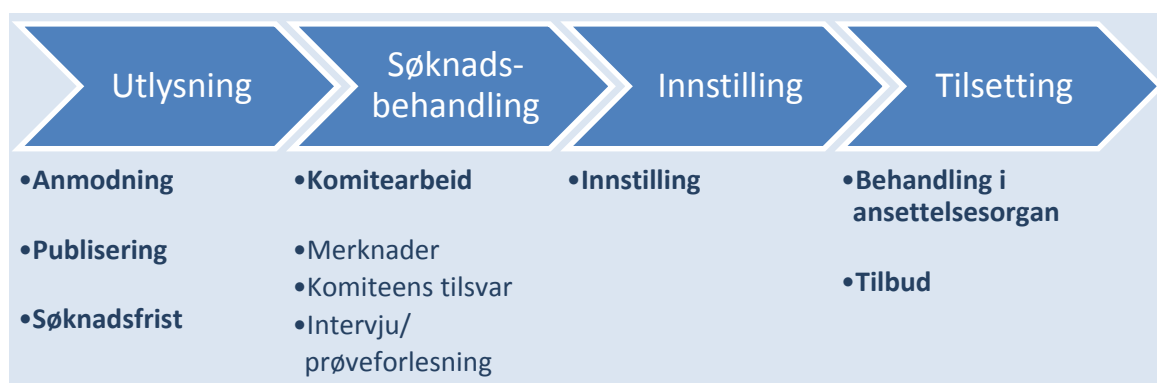 Utlysning
Søknads-
behandling
Innstilling
Tilsetting
•Anmodning
•Publisering
•Søknadsfrist
•Komitearbeid
•Merknader
•Komiteens tilsvar
•Intervju/
prøveforlesning
•Innstilling
•Behandling i
ansettelsesorgan
•Tilbud